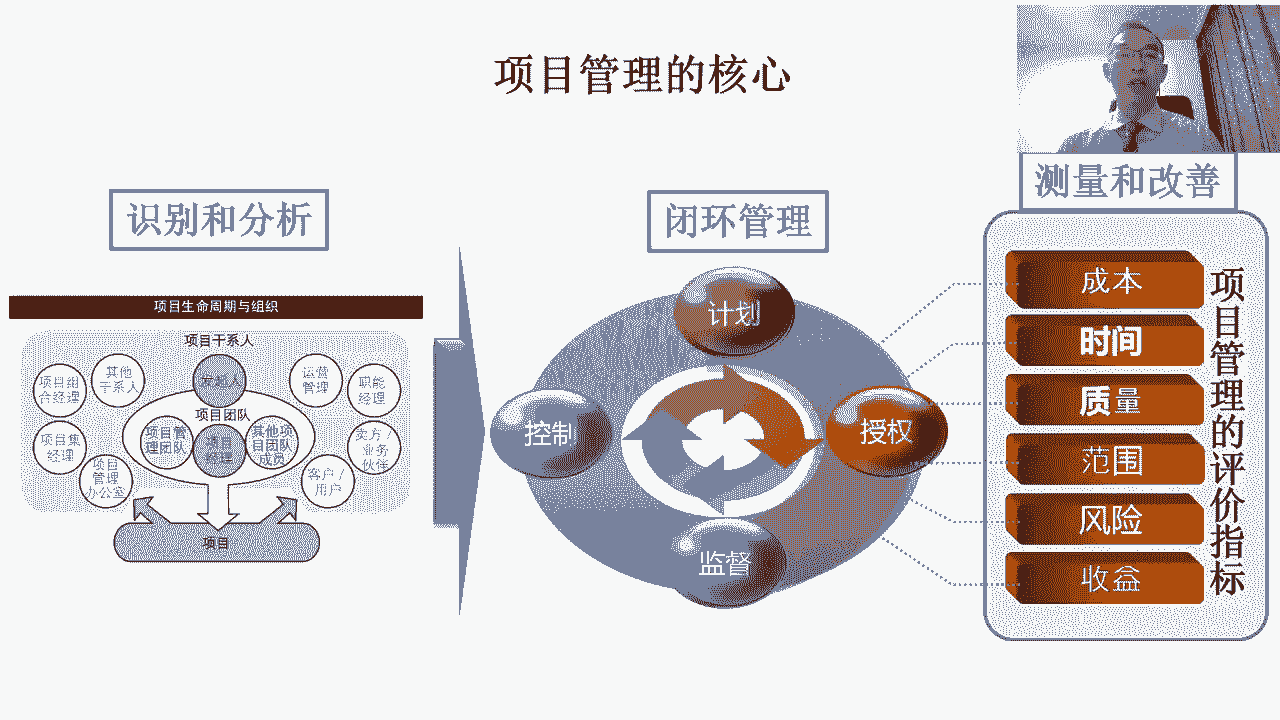 项目管理的核心
识别和分析
项目生命周期与组织
项目干系人
项目组
合经理
其他
干系人
发起人
运营
管理
职能
经理
项目团队
项目管
理团队
项目
经理
其他项
目团队
成员
项目集
经理
卖方/
业务
伙伴
项目
管理
办公室
客户/
用户
项目
闭环管理
计划
控制
授权
监督
测量和改善
成本
时间
质量
范围
风险
收益
项目管理的评价指标